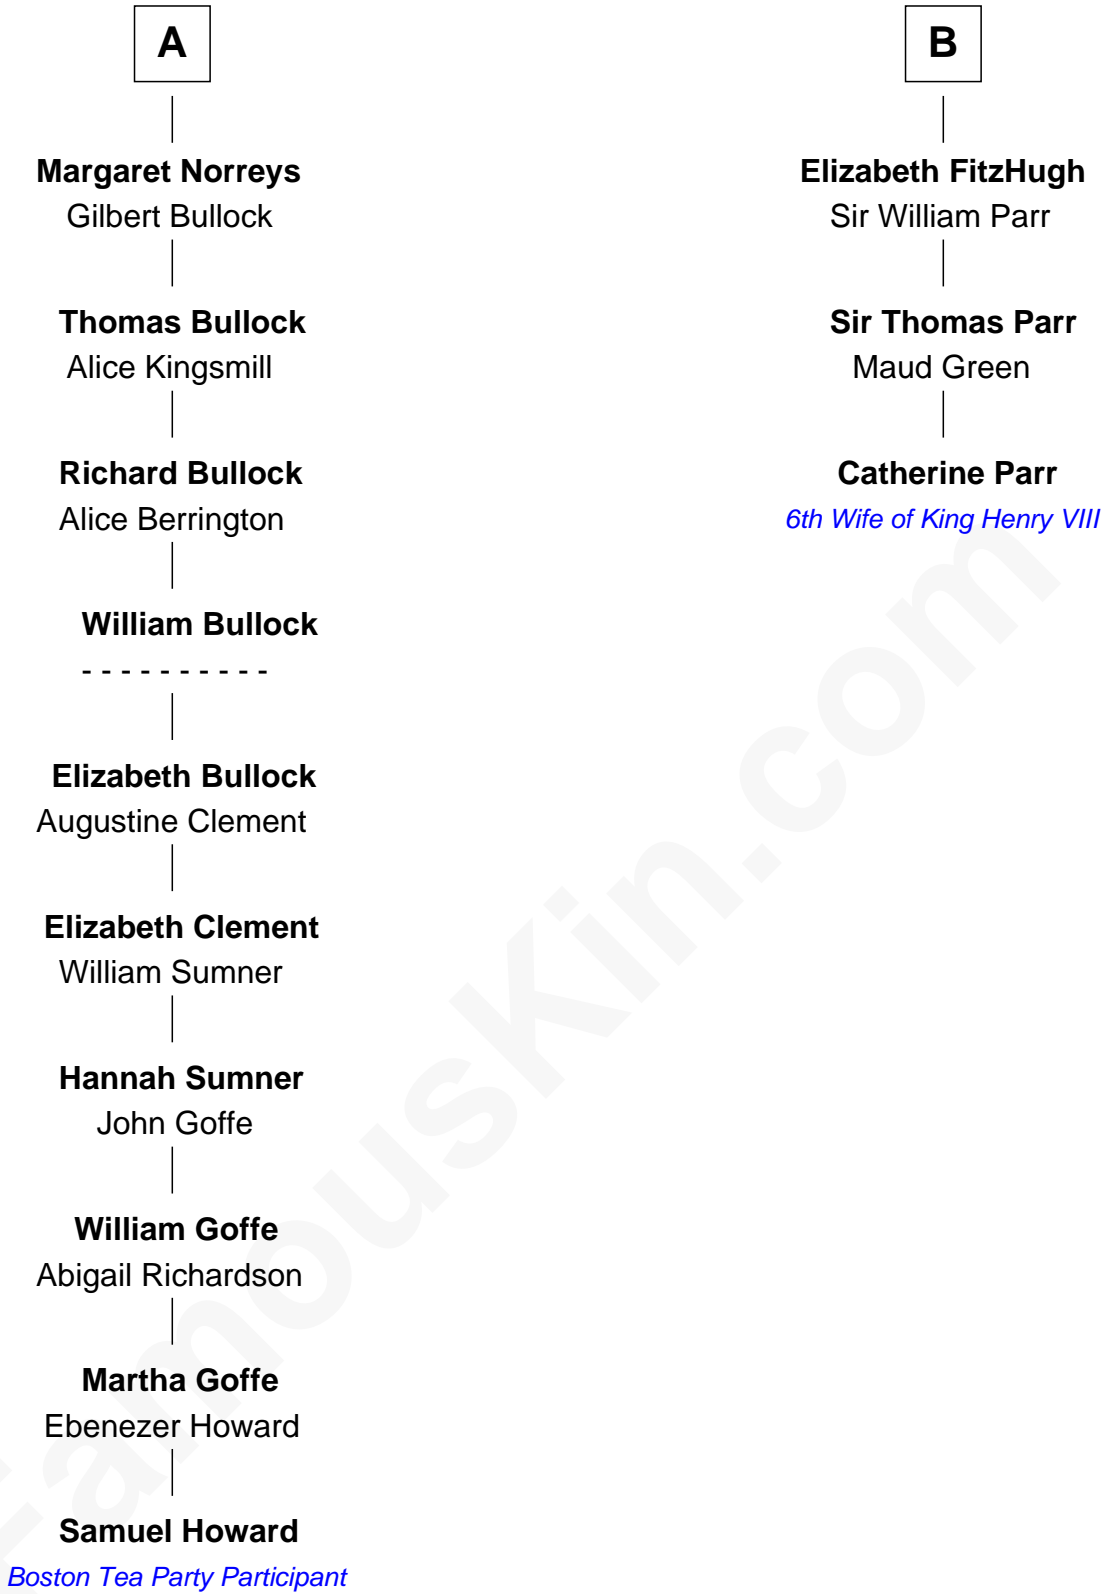 A
Margaret Norreys
Gilbert Bullock
Thomas Bullock
Alice Kingsmill
Richard Bullock
Alice Berrington
William Bullock
- - - - - - - - - -
Elizabeth Bullock
Augustine Clement
Elizabeth Clement
William Sumner
Hannah Sumner
John Goffe
William Goffe
Abigail Richardson
Martha Goffe
Ebenezer Howard
Samuel Howard
Boston Tea Party Participant
B
Elizabeth FitzHugh
Sir William Parr
Sir Thomas Parr
Maud Green
Catherine Parr
6th Wife of King Henry VIII
FamousKin.com